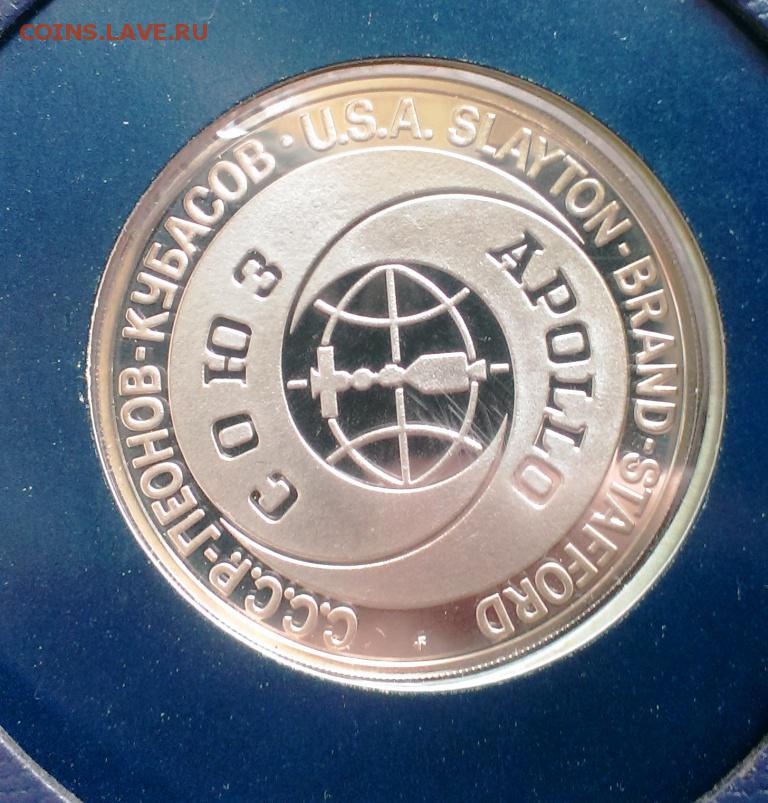 COINS.LAVE.RU
С.С.С.Р.-ЛЕОНОВ-КУБАСОВ · U.S.A. SLAYTON-BRAND-STAFFORD
СОЮЗ
APOLLO